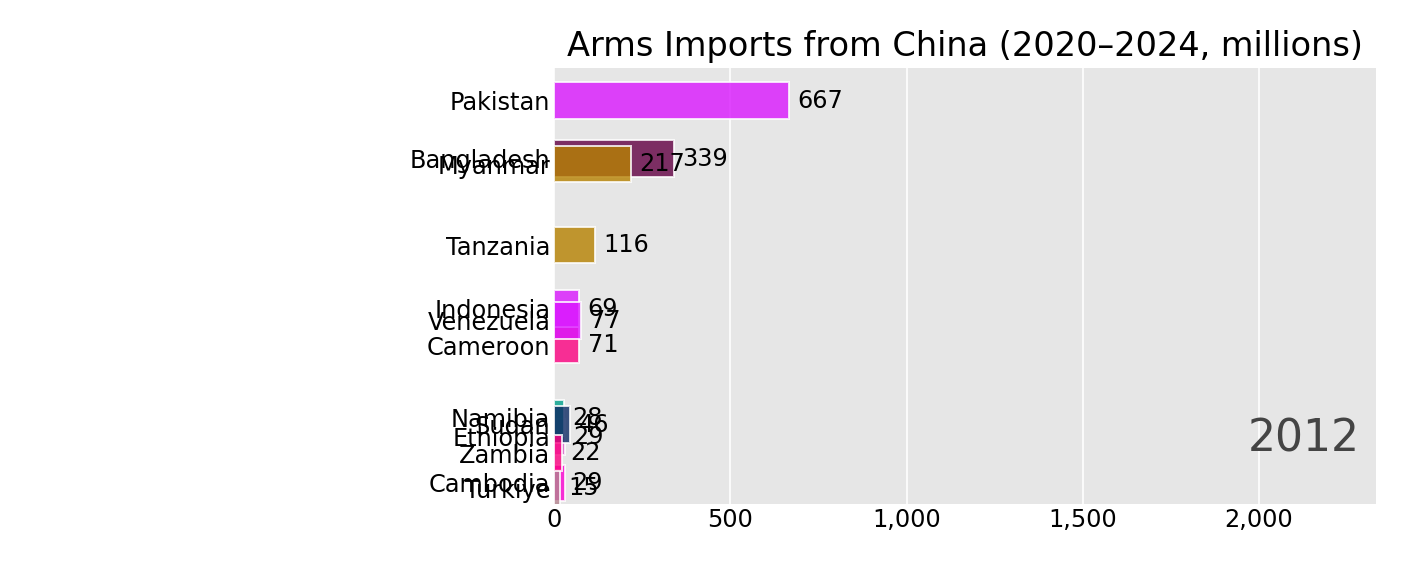 Arms Imports from China (2020–2024, millions)
Pakistan 667
Bangladesh 339
Myanmar 217
Tanzania 116
Indonesia 69
Venezuela 77
Cameroon 71
Namibia 28
Sudan 46
Ethiopia 29
Zambia 22
Cambodia 29
Türkiye 15
2012
0 500 1,000 1,500 2,000